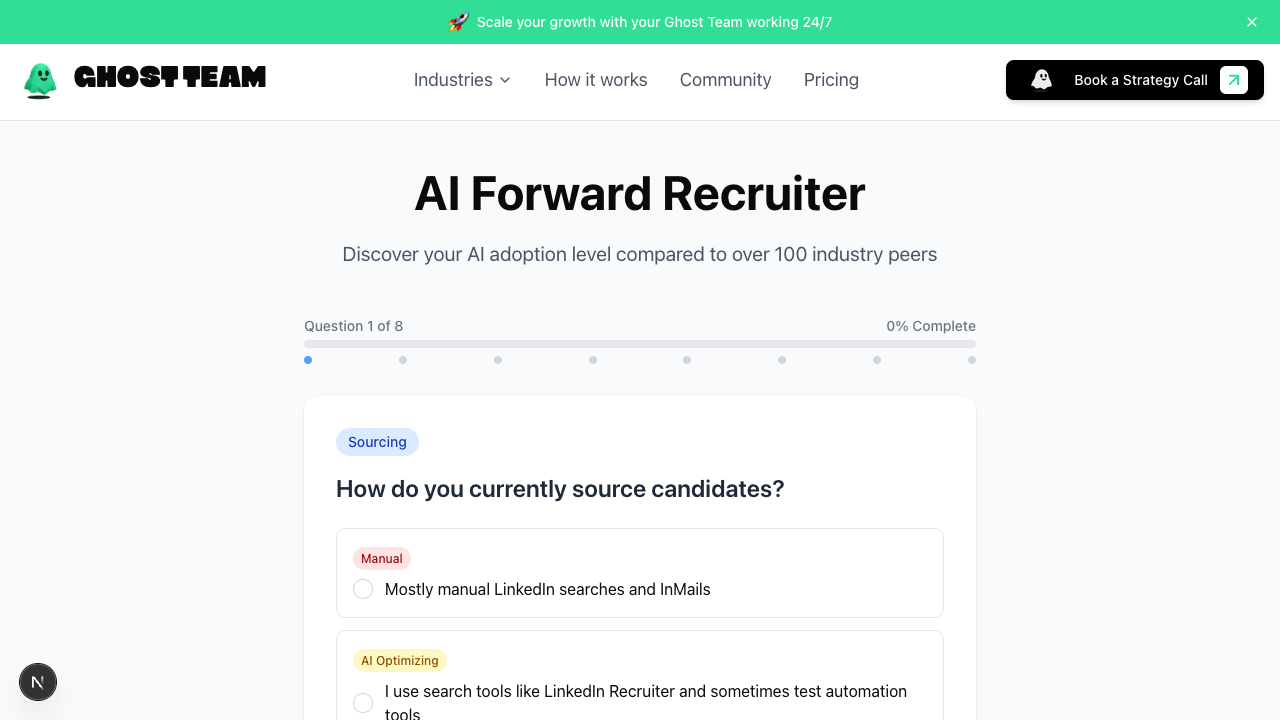 🚀 Scale your growth with your Ghost Team working 24/7
GHOST TEAM
Industries
How it works
Community
Pricing
Book a Strategy Call
AI Forward Recruiter
Discover your AI adoption level compared to over 100 industry peers
Question 1 of 8
0% Complete
Sourcing
How do you currently source candidates?
Manual
Mostly manual LinkedIn searches and InMails
AI Optimizing
I use search tools like LinkedIn Recruiter and sometimes test automation
tools
N